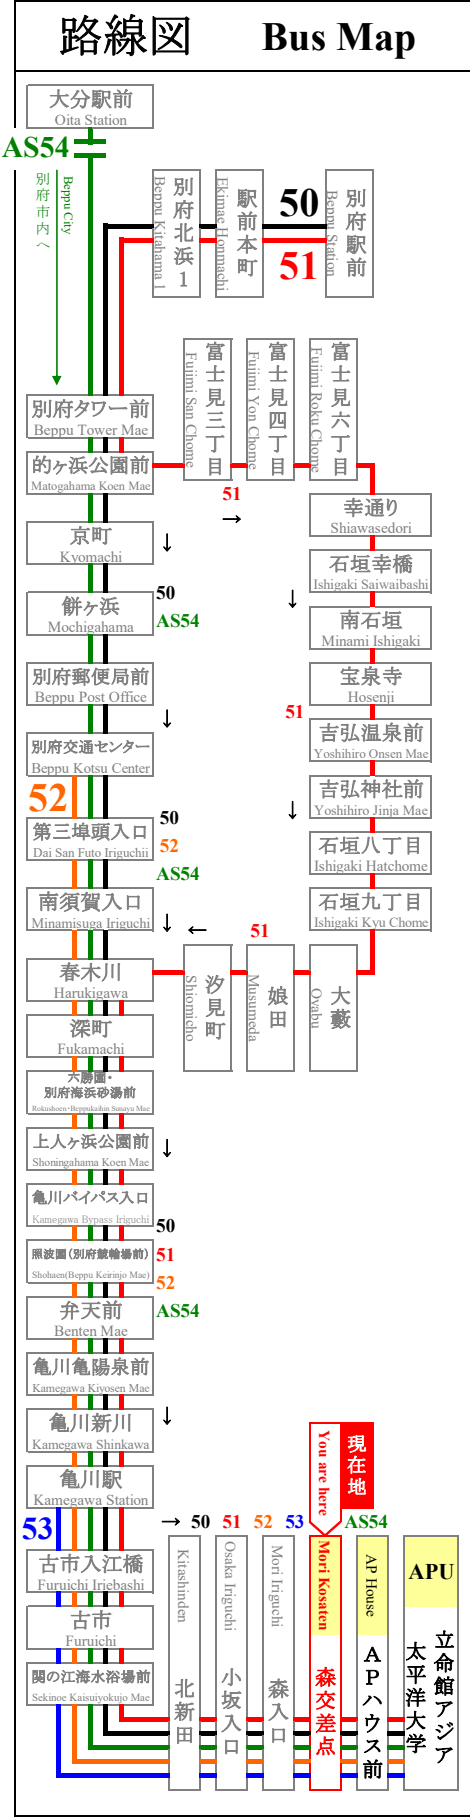 路線図 Bus Map
大分駅前
Oita Station
AS54
Beppu City
別府市内へ
別府北浜1
Beppu Kitahama 1
駅前本町
Ekimae Honmachi
50
51
別府駅前
Beppu Station
別府タワー前
Beppu Tower Mae
的ヶ浜公園前
Matogahama Koen Mae
富士見三丁目
Fujimi San Chome
富士見四丁目
Fujimi Yon Chome
富士見六丁目
Fujimi Roku Chome
51
→
幸通り
Shiawasedori
京町
Kyomachi
↓
石垣幸橋
Ishigaki Saiwaibashi
餅ヶ浜
Mochigahama
50
AS54
↓
南石垣
Minami Ishigaki
別府郵便局前
Beppu Post Office
宝泉寺
Hosenji
↓
51
吉弘温泉前
Yoshihiro Onsen Mae
別府交通センター
Beppu Kotsu Center
52
吉弘神社前
Yoshihiro Jinja Mae
↓
第三埠頭入口
Dai San Futo Iriguchii
50
52
AS54
石垣八丁目
Ishigaki Hatchome
南須賀入口
Minamisuga Iriguchi
↓
石垣九丁目
Ishigaki Kyu Chome
←
51
春木川
Harukigawa
汐見町
Shiomicho
娘田
Musumeda
大藪
Oyabu
深町
Fukamachi
六勝園・
別府海浜砂湯前
Rokushoen・Beppukaihin Sunayu Mae
上人ヶ浜公園前
Shoningahama Koen Mae
↓
亀川バイパス入口
Kamegawa Bypass Iriguchi
50
51
52
AS54
照波園(別府競輪場前)
Shohaen(Beppu Keirinjo Mae)
弁天前
Benten Mae
亀川亀陽泉前
Kamegawa Kiyosen Mae
亀川新川
Kamegawa Shinkawa
↓
亀川駅
Kamegawa Station
53
古市入江橋
Furuichi Iriebashi
古市
Furuichi
関の江海水浴場前
Sekinoe Kaisuiyokujo Mae
→ 50 51 52 53 AS54
現在地
You are here
Kitashinden
北新田
Osaka Iriguchi
小坂入口
Mori Iriguchi
森入口
Mori Kosaten
森交差点
AP House
APハウス前
APU
立命館アジア
太平洋大学